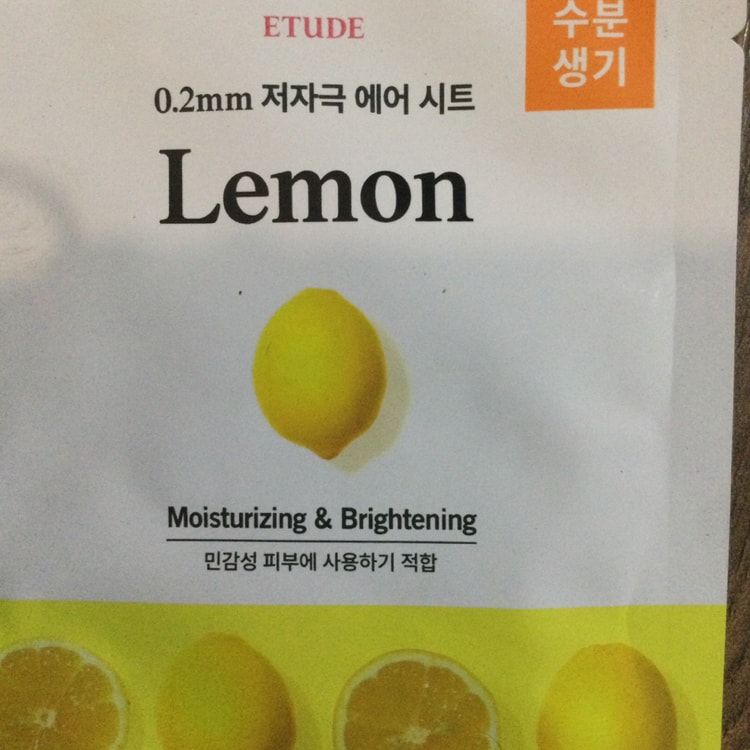 ETUDE
수분
생기
0.2mm 저자극 에어 시트
Lemon
Moisturizing & Brightening
민감성 피부에 사용하기 적합